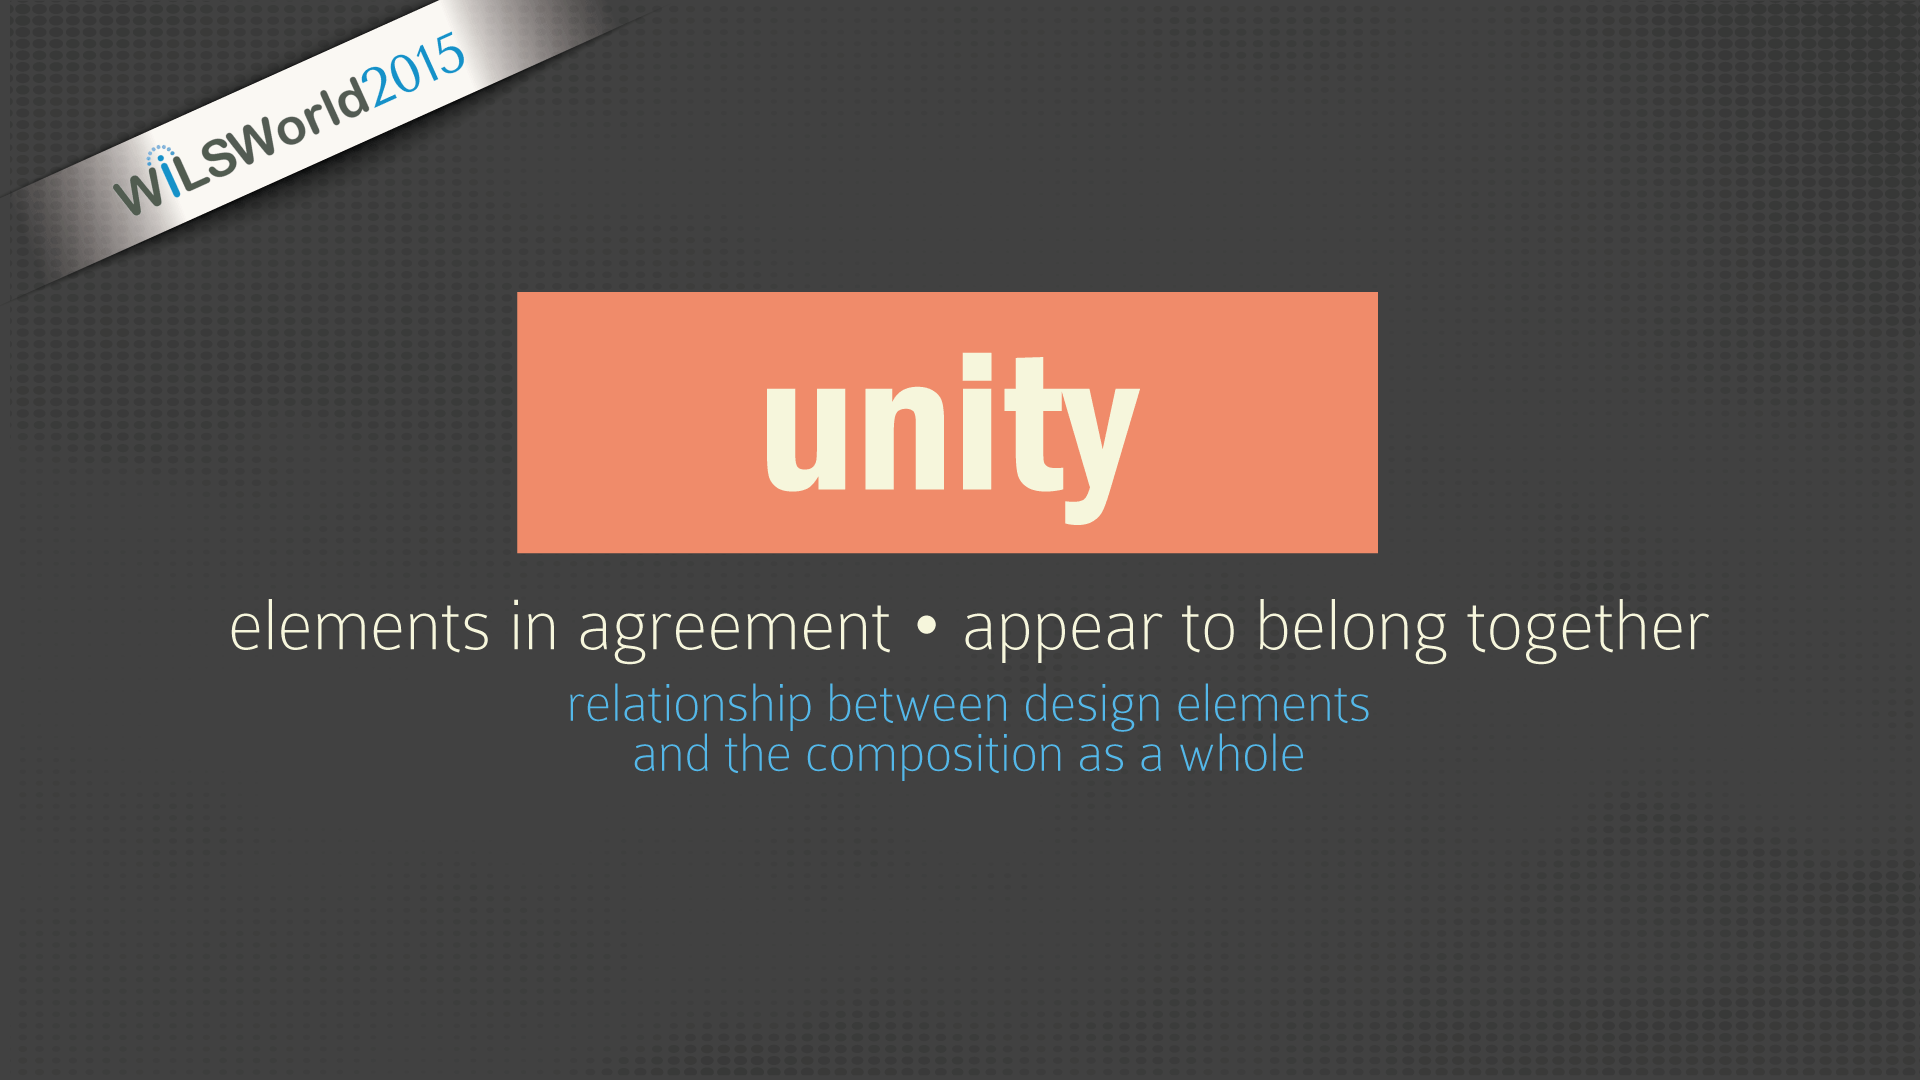 WiLSWorld2015
unity
elements in agreement • appear to belong together
relationship between design elements
and the composition as a whole